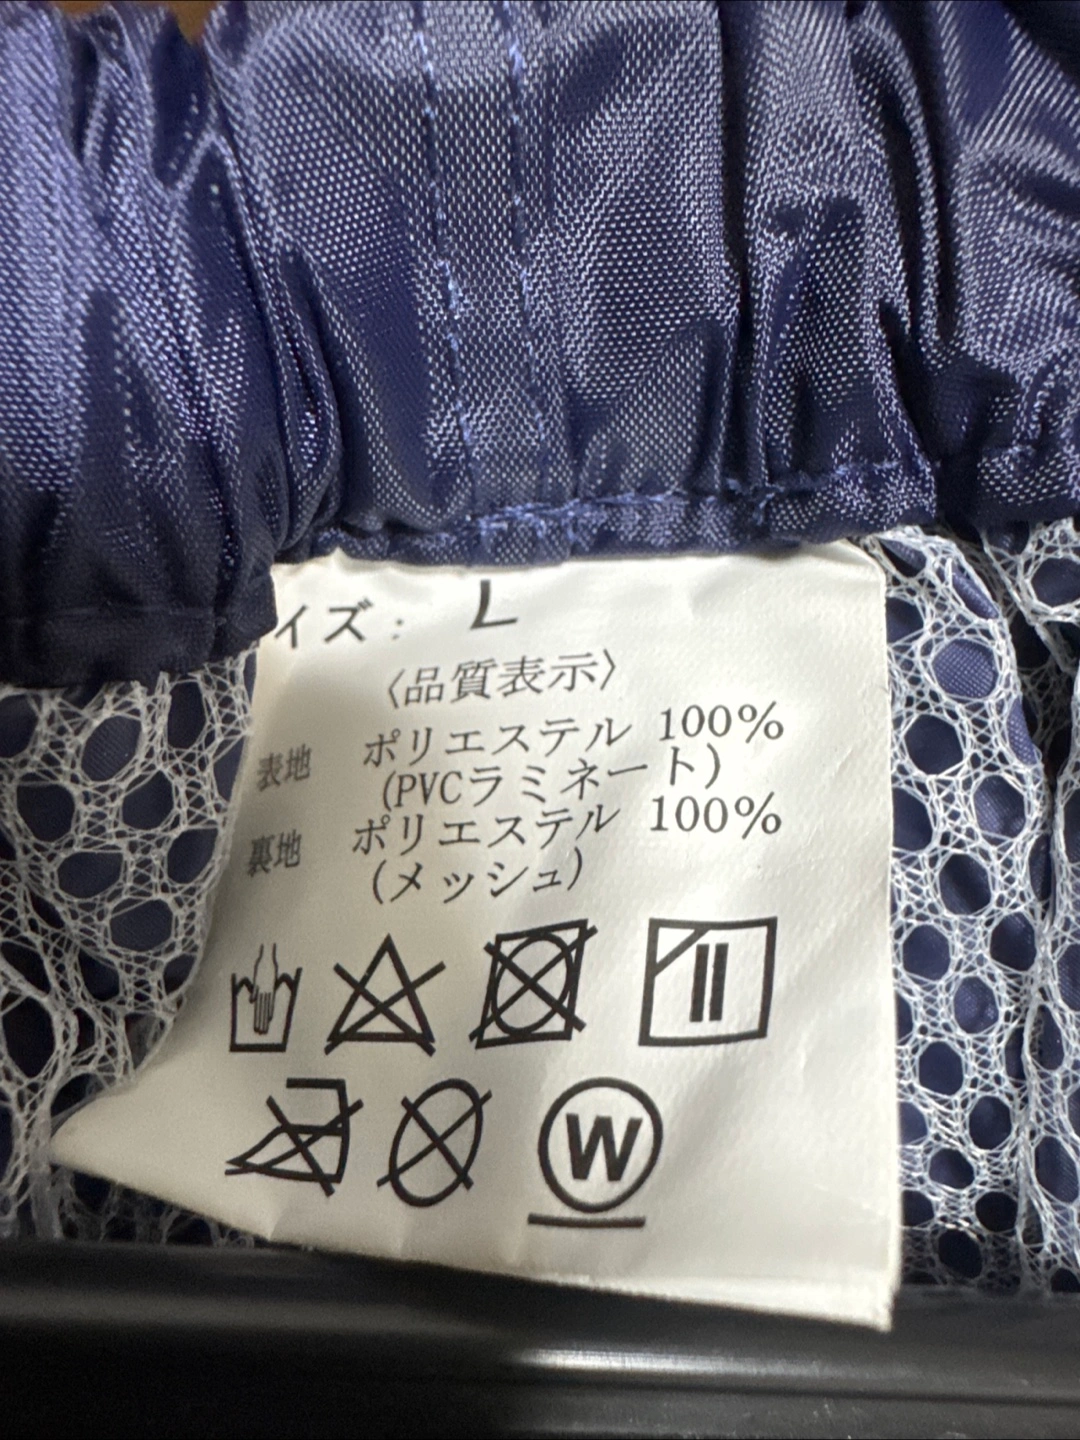 イズ: L
〈品質表示〉
表地 ポリエステル 100%
(PVCラミネート)
裏地 ポリエステル 100%
(メッシュ)
W